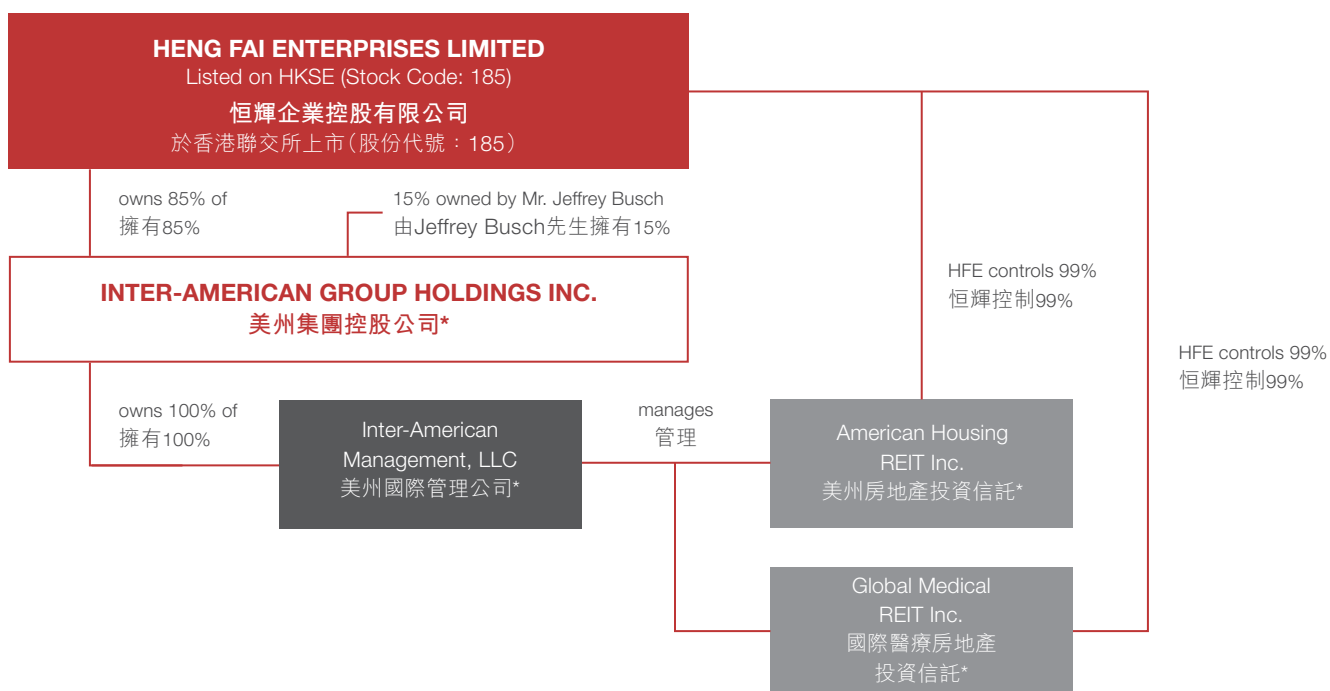 HENG FAI ENTERPRISES LIMITED
Listed on HKSE (Stock Code: 185)
恒輝企業控股有限公司
於香港聯交所上市(股份代號：185)
owns 85% of
擁有85%
15% owned by Mr. Jeffrey Busch
由Jeffrey Busch先生擁有15%
INTER-AMERICAN GROUP HOLDINGS INC.
美州集團控股公司*
HFE controls 99%
恒輝控制99%
HFE controls 99%
恒輝控制99%
owns 100% of
擁有100%
Inter-American
Management, LLC
美州國際管理公司*
manages
管理
American Housing
REIT Inc.
美州房地產投資信託*
Global Medical
REIT Inc.
國際醫療房地產
投資信託*